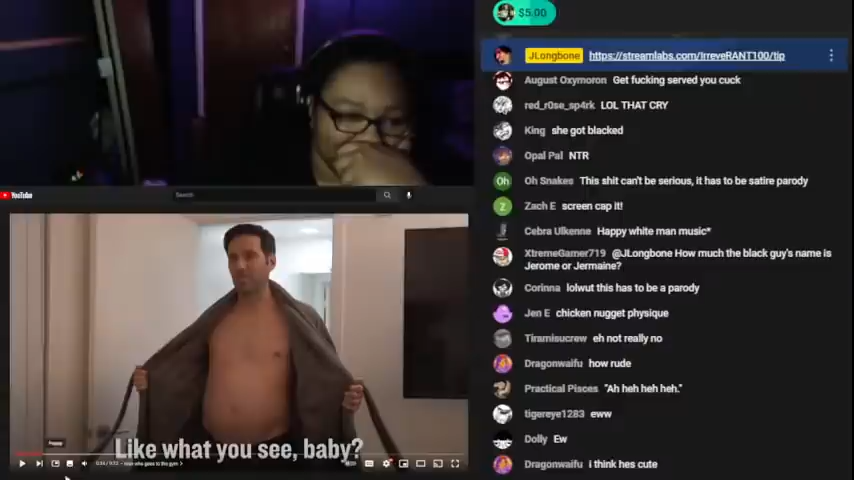 $5.00
JLongbone https://streamlabs.com/IrreveRANT100/tip
August Oxymoron Get fucking served you cuck
red_r0se_sp4rk LOL THAT CRY
King she got blacked
Opal Pal NTR
Oh Oh Snakes This shit can't be serious, it has to be satire parody
Z Zach E screen cap it!
Cebra Ulkenne Happy white man music*
XtremeGamer719 @JLongbone How much the black guy's name is
Jerome or Jermaine?
Corinna lolwut this has to be a parody
Jen E chicken nugget physique
Tiramisucrew eh not really no
Dragonwaifu how rude
Practical Pisces "Ah heh heh heh."
tigereye1283 eww
Dolly Ew
Dragonwaifu i think hes cute
YouTube
Search
Like what you see, baby?